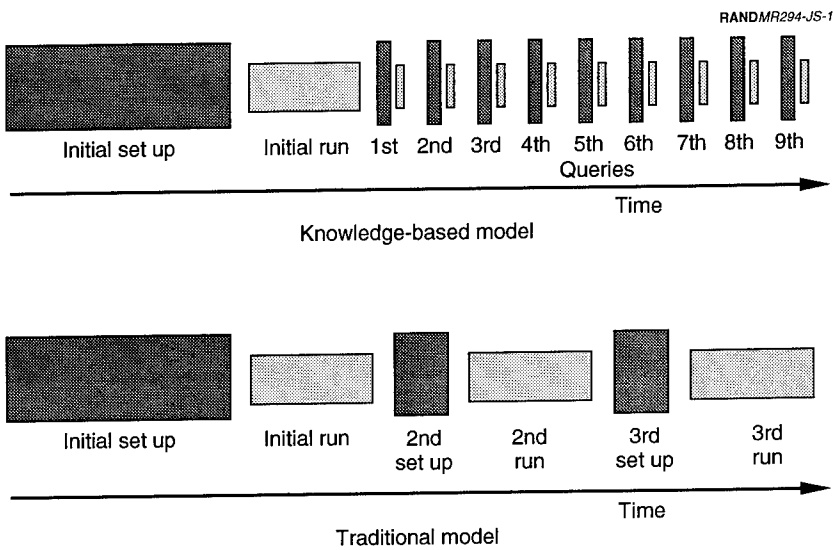 RANDMR294-JS-1
Initial set up
Initial run
1st 2nd 3rd 4th 5th 6th 7th 8th 9th
Queries
Time
Knowledge-based model
Initial set up
Initial run
2nd
set up
2nd
run
3rd
set up
3rd
run
Time
Traditional model